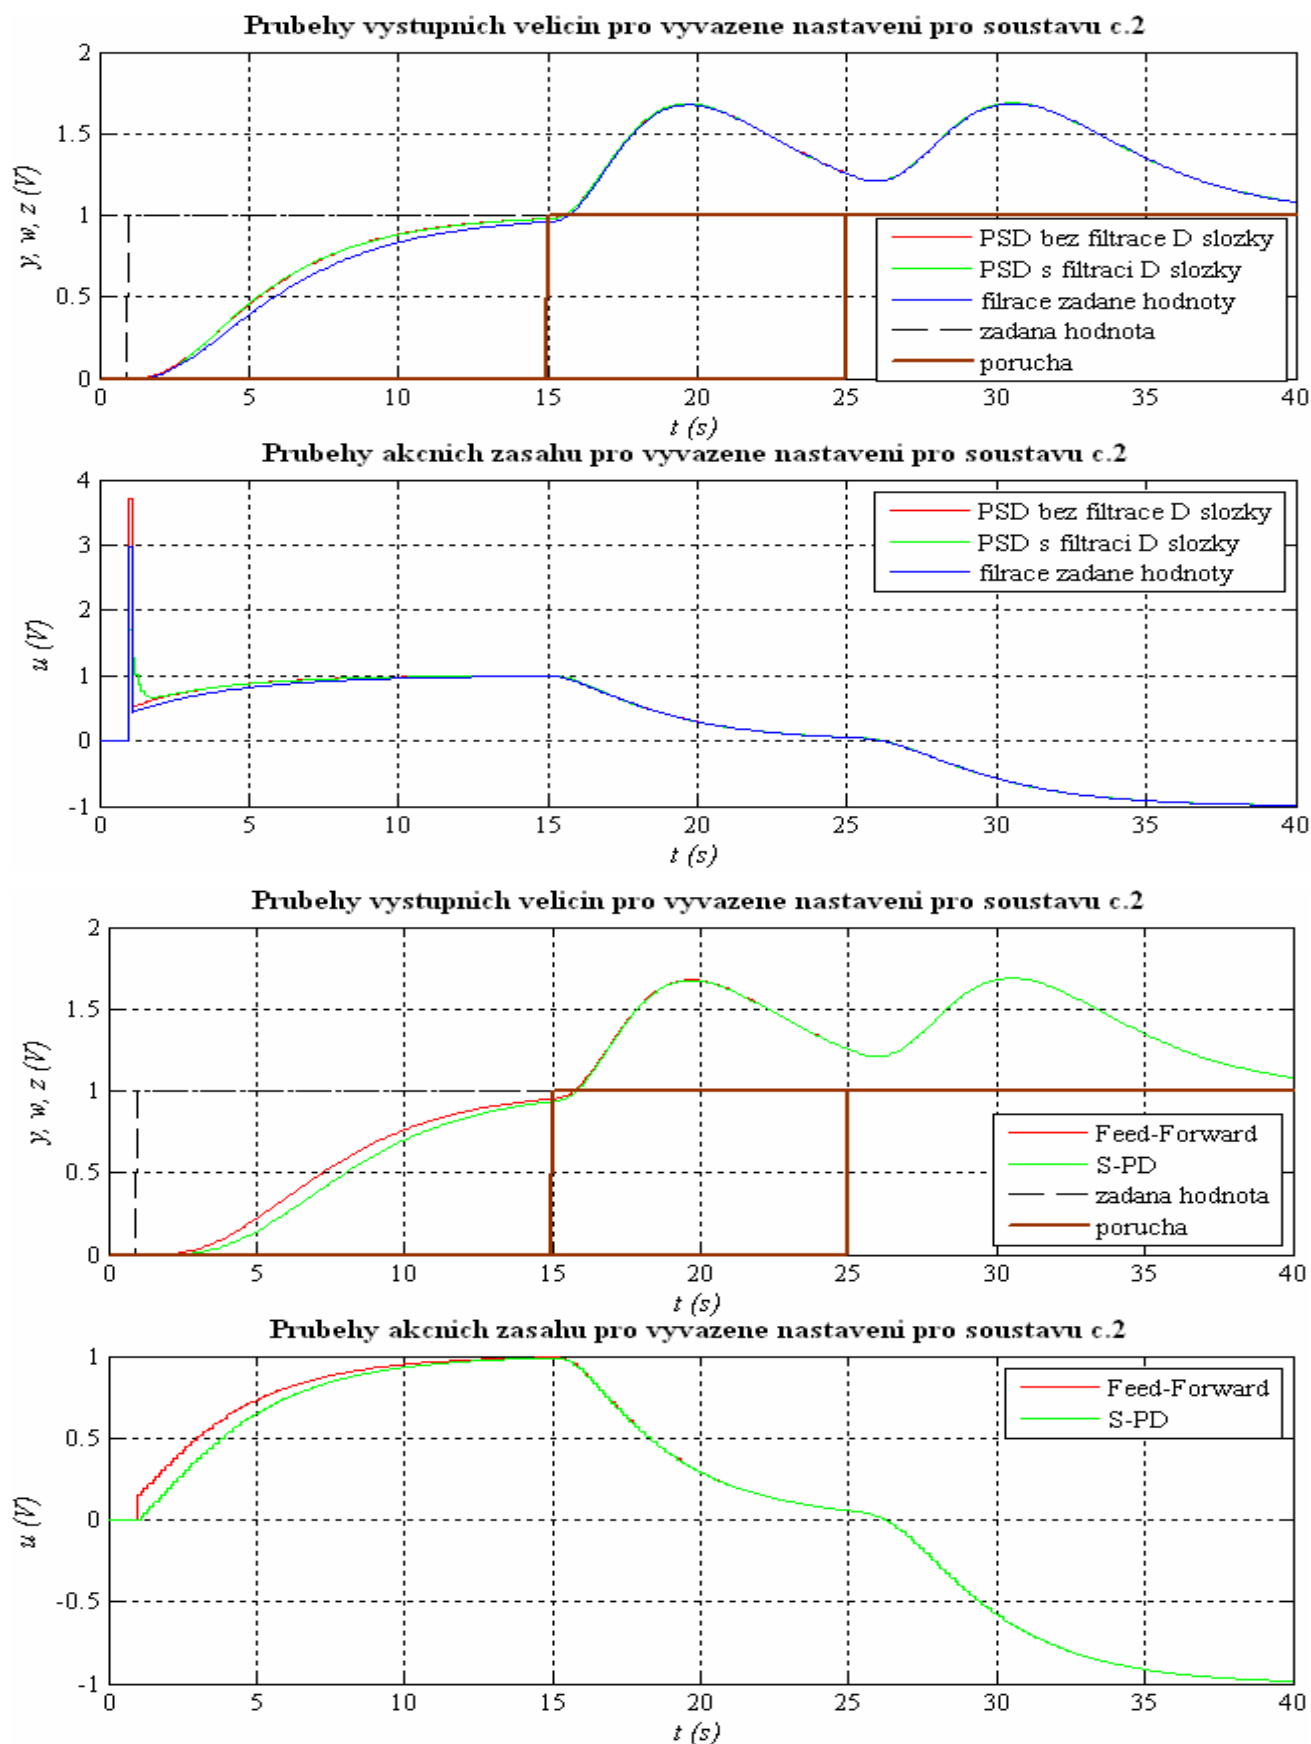 Prubehy vystupnich velicin pro vyvazene nastaveni pro soustavu c.2
2
1.5
1
0.5
0
y, w, z (V)
PSD bez filtrace D slozky
PSD s filtraci D slozky
filrace zadane hodnoty
zadana hodnota
porucha
0 5 10 15 20 25 30 35 40
t (s)
Prubehy akcnich zasahu pro vyvazene nastaveni pro soustavu c.2
4
3
2
1
0
-1
u (V)
PSD bez filtrace D slozky
PSD s filtraci D slozky
filrace zadane hodnoty
0 5 10 15 20 25 30 35 40
t (s)
Prubehy vystupnich velicin pro vyvazene nastaveni pro soustavu c.2
2
1.5
1
0.5
0
y, w, z (V)
Feed-Forward
S-PD
zadana hodnota
porucha
0 5 10 15 20 25 30 35 40
t (s)
Prubehy akcnich zasahu pro vyvazene nastaveni pro soustavu c.2
1
0.5
0
-0.5
-1
u (V)
Feed-Forward
S-PD
0 5 10 15 20 25 30 35 40
t (s)